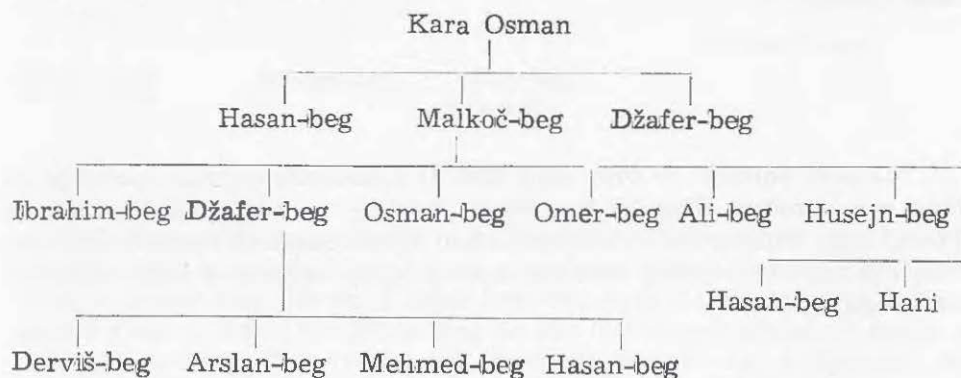 Kara Osman
Hasan-beg Malkoč-beg Džafer-beg
Ibrahim-beg Džafer-beg Osman-beg Omer-beg Ali-beg Husejn-beg
Hasan-beg Hani
Derviš-beg Arslan-beg Mehmed-beg Hasan-beg